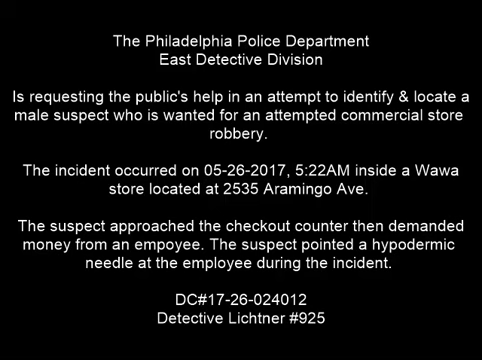 The Philadelphia Police Department
East Detective Division
Is requesting the public's help in an attempt to identify & locate a
male suspect who is wanted for an attempted commercial store
robbery.
The incident occurred on 05-26-2017, 5:22AM inside a Wawa
store located at 2535 Aramingo Ave.
The suspect approached the checkout counter then demanded
money from an empoyee. The suspect pointed a hypodermic
needle at the employee during the incident.
DC#17-26-024012
Detective Lichtner #925